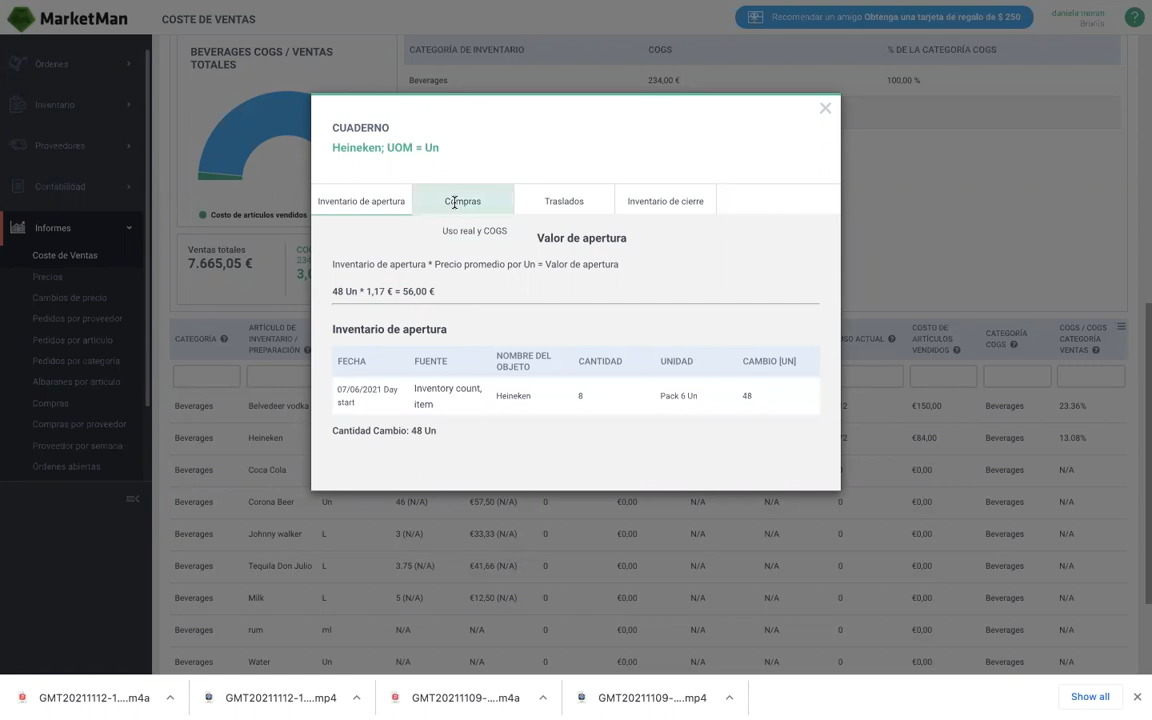 MarketMan
COSTE DE VENTAS
Recomendar un amigo Obtenga una tarjeta de regalo de $ 250
daniela moran
Brunis
?
Órdenes
Inventario
Proveedores
Contabilidad
Informes
Coste de Ventas
Precios
Cambios de precio
Pedidos por proveedor
Pedidos por artículo
Pedidos por categoría
Albaranes por artículo
Compras
Compras por proveedor
Proveedor por semana
Órdenes abiertas
BEVERAGES COGS / VENTAS
TOTALES
Costo de artículos vendidos
CATEGORÍA DE INVENTARIO COGS % DE LA CATEGORÍA COGS
Beverages 234,00 € 100,00 %
Ventas totales
7.665,05 €
CUADERNO
Heineken; UOM = Un
Inventario de apertura Compras Traslados Inventario de cierre
Uso real y COGS
Valor de apertura
Inventario de apertura * Precio promedio por Un = Valor de apertura
48 Un * 1,17 € = 56,00 €
Inventario de apertura
FECHA FUENTE NOMBRE DEL OBJETO CANTIDAD UNIDAD CAMBIO [UN]
07/06/2021 Day start Inventory count, item Heineken 8 Pack 6 Un 48
Cantidad Cambio: 48 Un
CATEGORÍA ARTÍCULO DE INVENTARIO / PREPARACIÓN COSTO DE ARTÍCULOS VENDIDOS CATEGORÍA COGS COGS / COGS CATEGORÍA VENTAS
Beverages Belvedeer vodka €150,00 Beverages 23.36%
Beverages Heineken €84,00 Beverages 13.08%
Beverages Coca Cola €0,00 Beverages N/A
Beverages Corona Beer Un 46 (N/A) €57,50 (N/A) 0 €0,00 N/A N/A 0 €0,00 Beverages N/A
Beverages Johnny walker L 3 (N/A) €33,33 (N/A) 0 €0,00 N/A N/A 0 €0,00 Beverages N/A
Beverages Tequila Don Julio L 3.75 (N/A) €41,66 (N/A) 0 €0,00 N/A N/A 0 €0,00 Beverages N/A
Beverages Milk L 5 (N/A) €12,50 (N/A) 0 €0,00 N/A N/A 0 €0,00 Beverages N/A
Beverages rum ml N/A N/A 0 €0,00 N/A N/A 0 €0,00 Beverages N/A
Beverages Water Un N/A N/A 0 €0,00 N/A N/A 0 €0,00 Beverages N/A
GMT20211112-1....m4a GMT20211112-1....mp4 GMT20211109-....m4a GMT20211109-....mp4 Show all